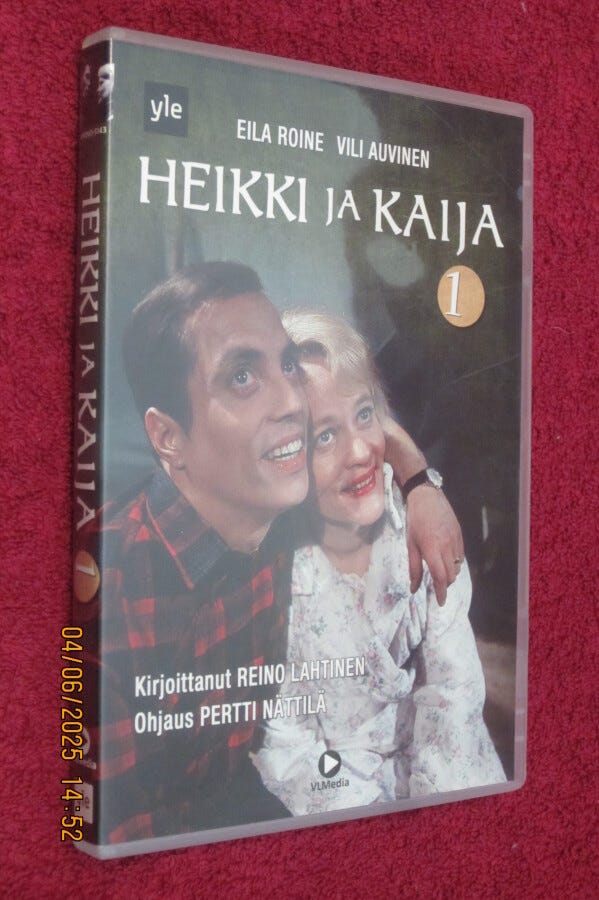 yle
EILA ROINE VILI AUVINEN
HEIKKI JA KAIJA
1
Kirjoittanut REINO LAHTINEN
Ohjaus PERTTI NÄTTILÄ
VLMedia
HEIKKI JA KAIJA
1
04/06/2025 14:52